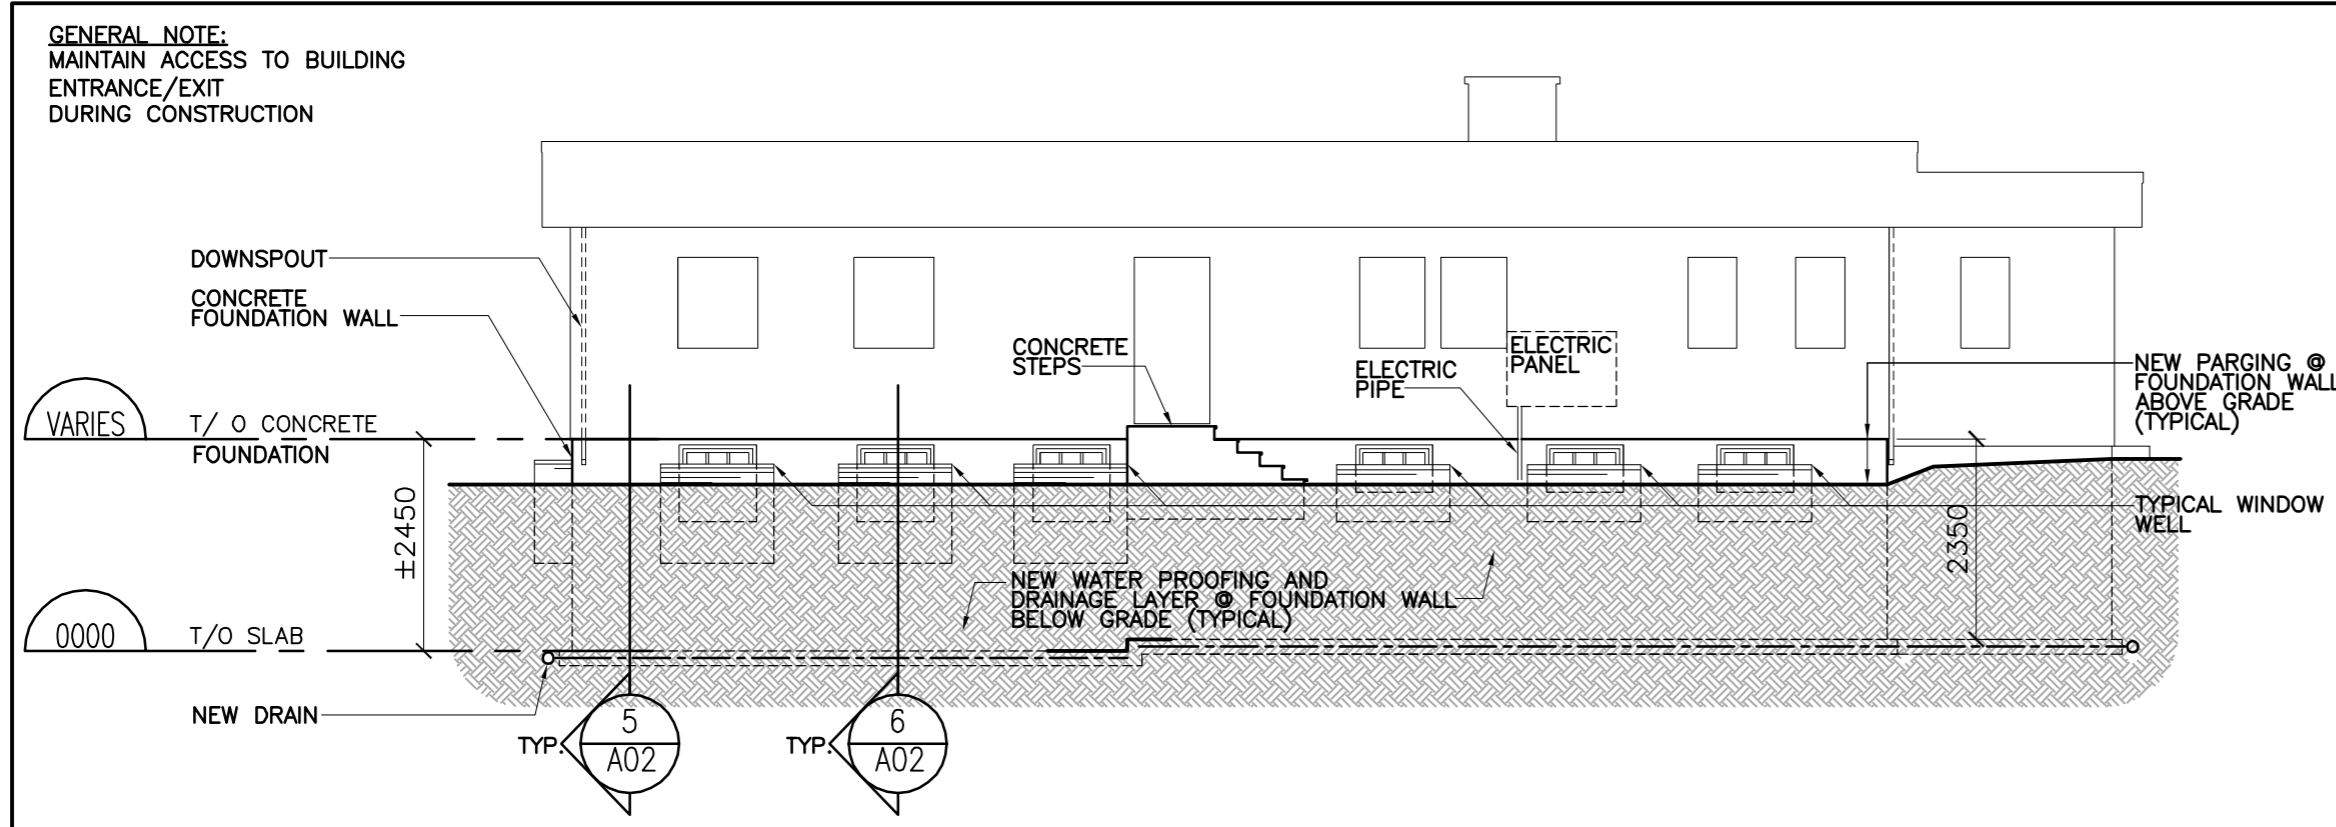 GENERAL NOTE:
MAINTAIN ACCESS TO BUILDING
ENTRANCE/EXIT
DURING CONSTRUCTION
DOWNSPOUT
CONCRETE
FOUNDATION WALL
CONCRETE
STEPS
ELECTRIC
PIPE
ELECTRIC
PANEL
NEW PARGING @
FOUNDATION WALL
ABOVE GRADE
(TYPICAL)
VARIES
T/ O CONCRETE
FOUNDATION
±2450
2350
TYPICAL WINDOW
WELL
NEW WATER PROOFING AND
DRAINAGE LAYER @ FOUNDATION WALL
BELOW GRADE (TYPICAL)
0000
T/O SLAB
NEW DRAIN
TYP.
5
A02
TYP.
6
A02